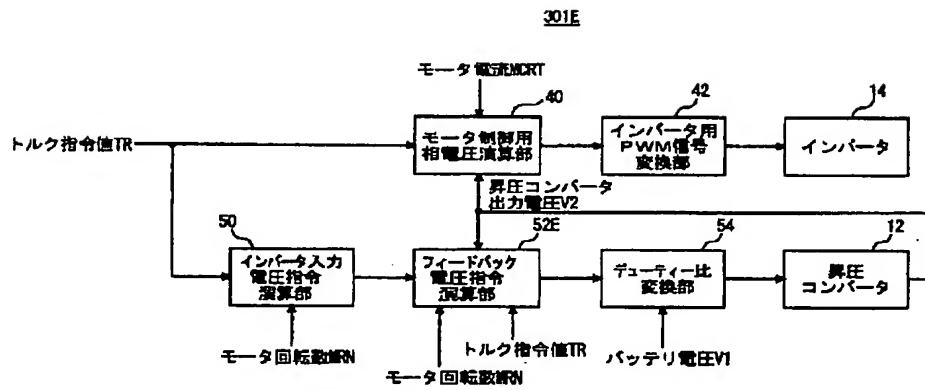 301E
モータ電流MCRT
40
42
14
トルク指令値TR
モータ制御用
相電圧演算部
インバータ用
PWM信号
変換部
インバータ
昇圧コンバータ
出力電圧V2
50
52E
54
12
インバータ入力
電圧指令
演算部
フィードバック
電圧指令
演算部
デューティー比
変換部
昇圧
コンバータ
モータ回転数MRN
トルク指令値TR
モータ回転数MRN
バッテリ電圧V1